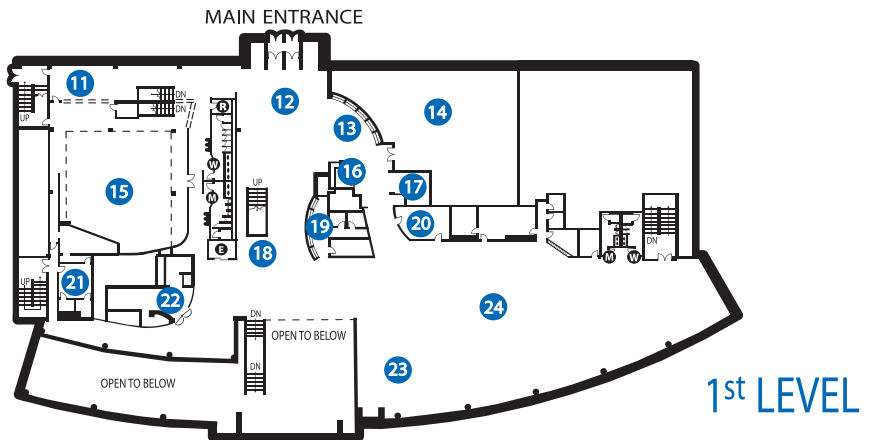 MAIN ENTRANCE
11
DN
DN
UP
R
12
13
14
W
15
M
UP
16
17
19
20
18
E
DN
M
W
UP
21
22
24
DN
OPEN TO BELOW
DN
OPEN TO BELOW
23
1st LEVEL